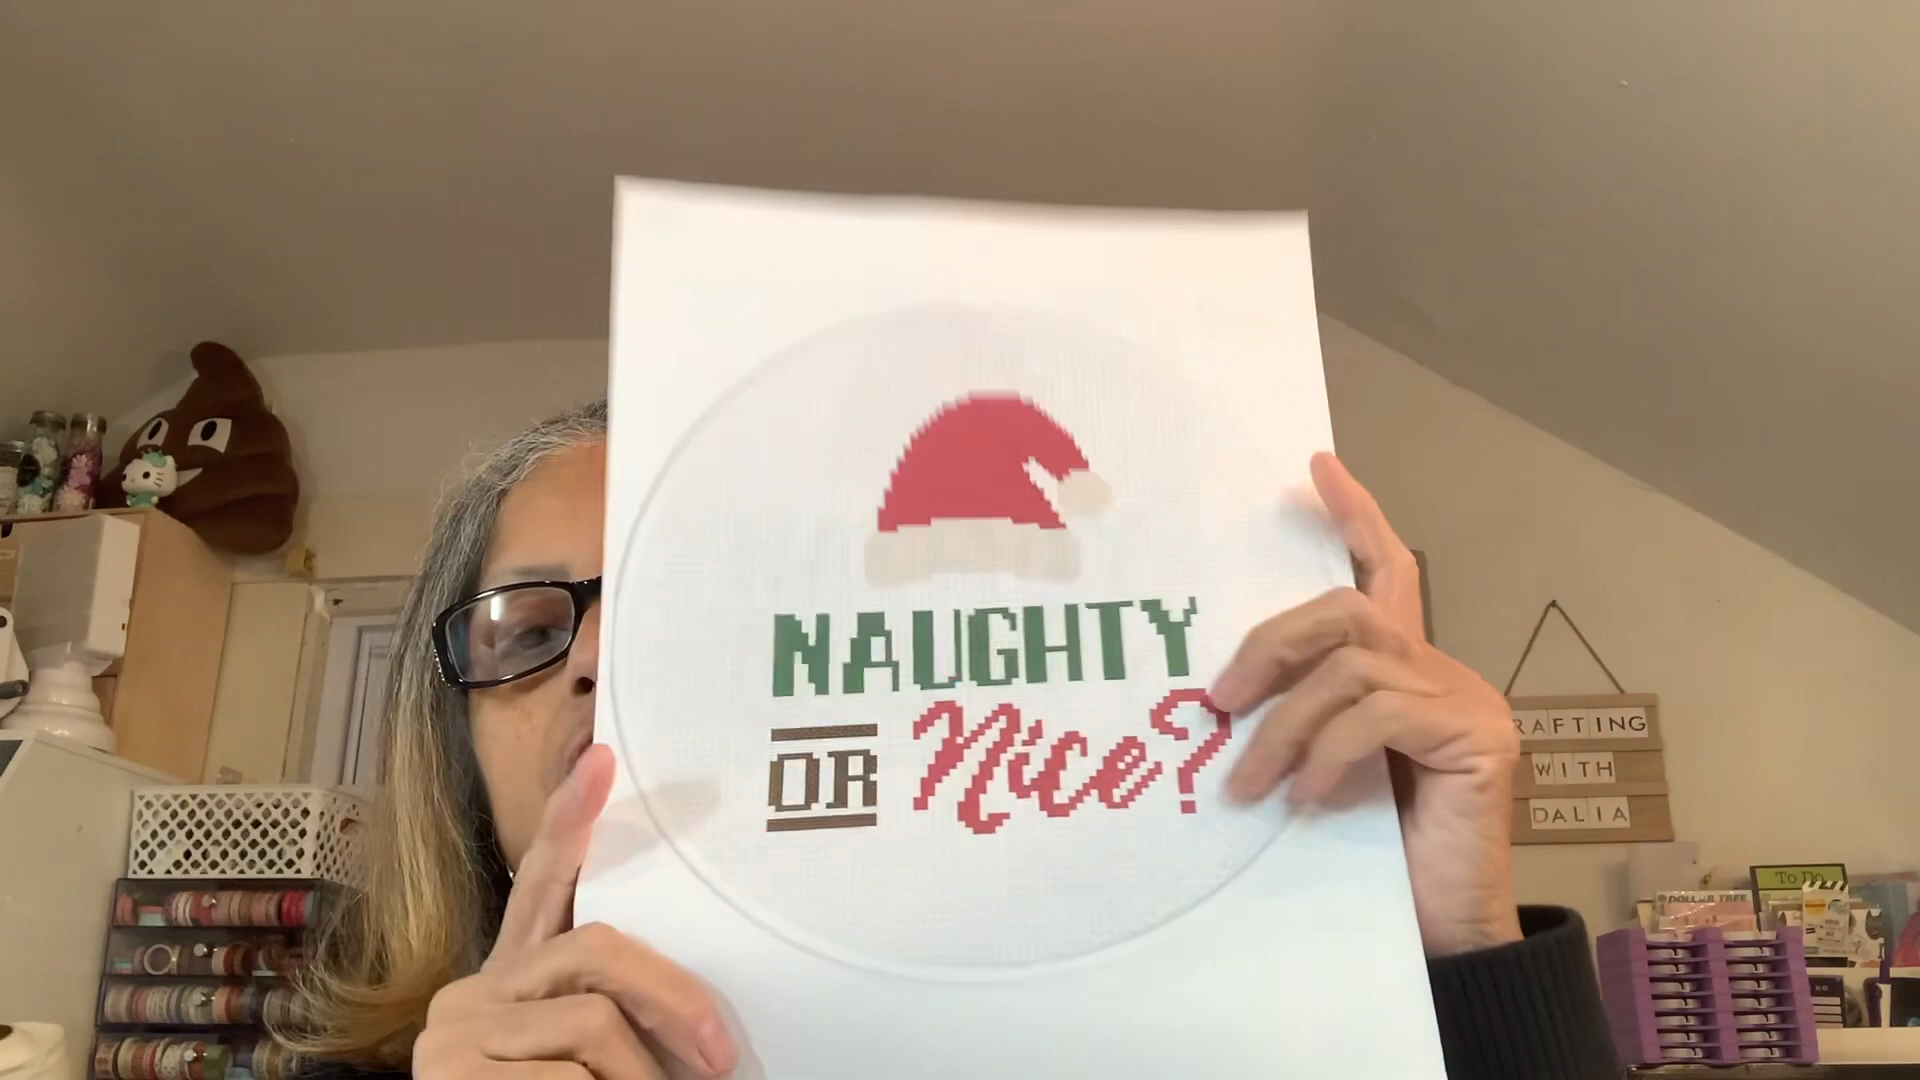 NAUGHTY
OR Nice?
RAFTING
WITH
DALIA
To Do
DOLLAR TREE